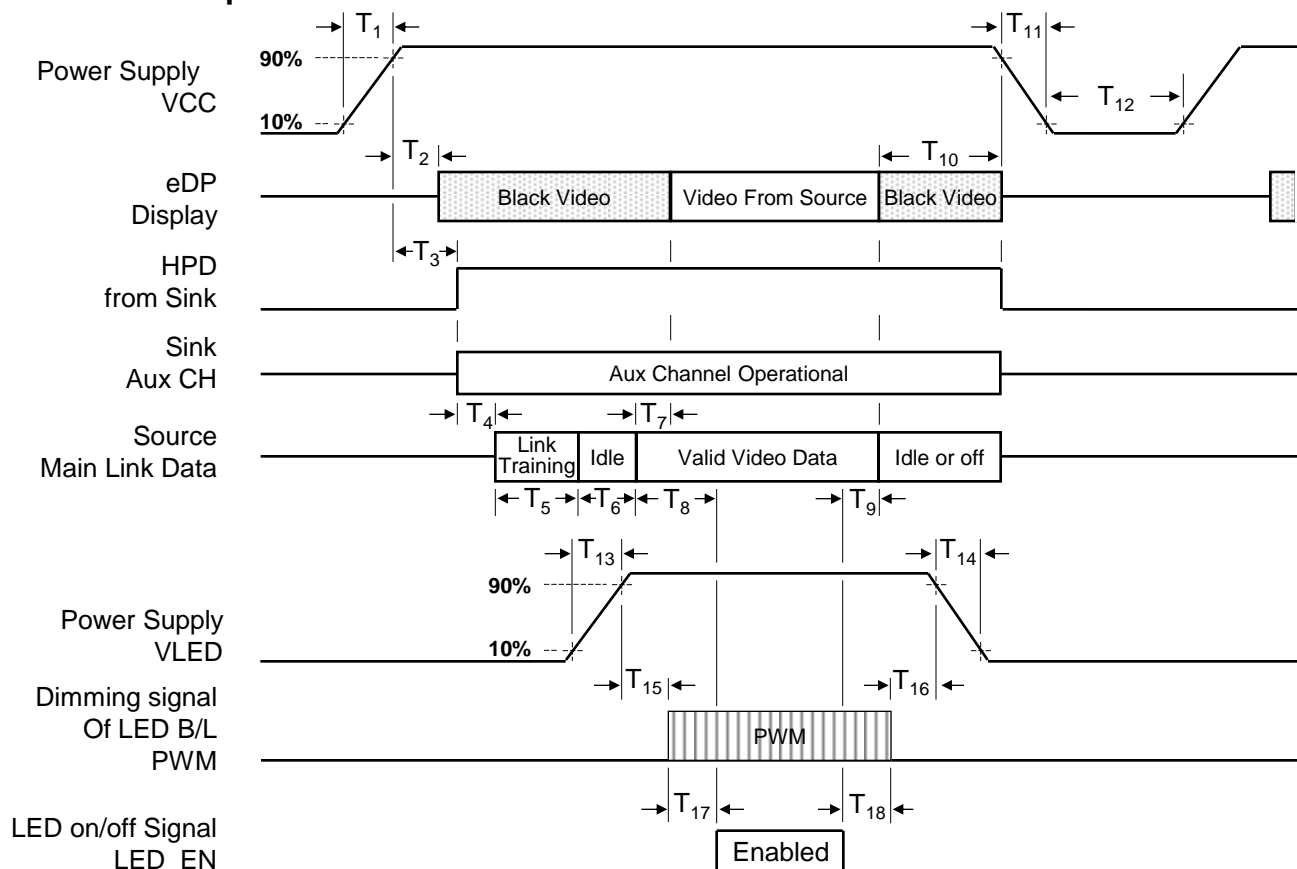 T1
T11
90%
Power Supply
VCC
T12
10%
T2
T10
eDP
Display
Black Video
Video From Source
Black Video
T3
HPD
from Sink
Sink
Aux CH
Aux Channel Operational
T4
T7
Source
Main Link Data
Link
Training
Idle
Valid Video Data
Idle or off
T5
T6
T8
T9
T13
T14
90%
Power Supply
VLED
10%
T15
T16
Dimming signal
Of LED B/L
PWM
PWM
T17
T18
LED on/off Signal
LED_EN
Enabled